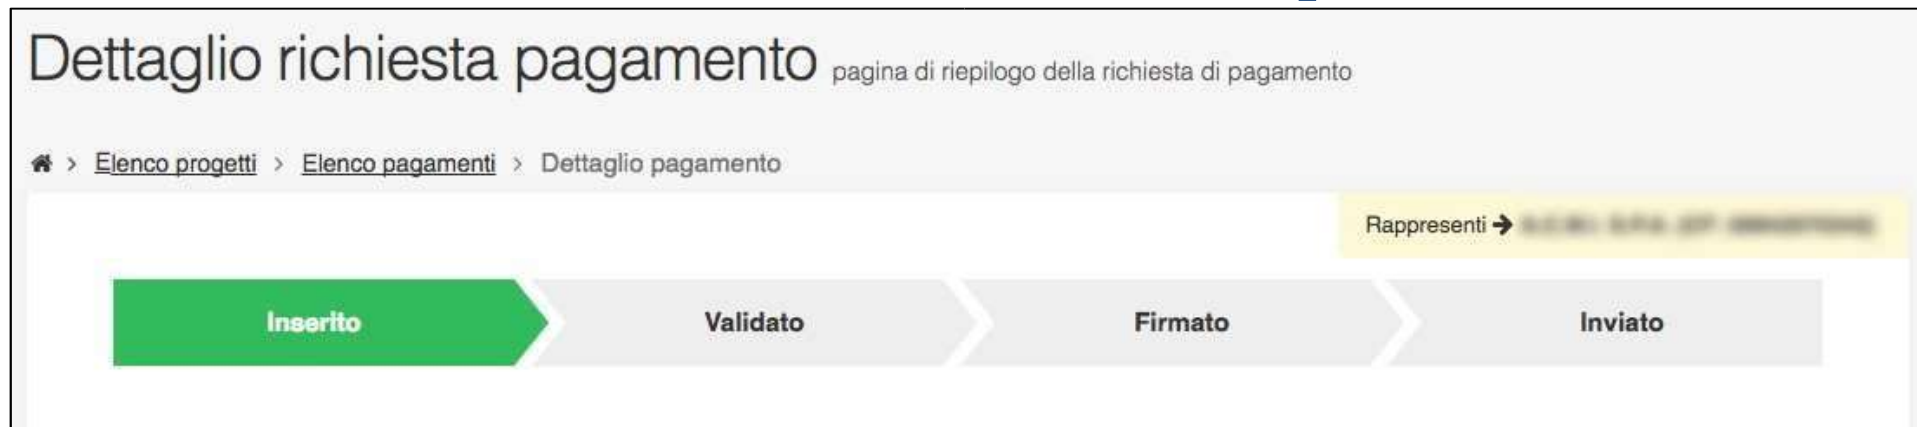 Dettaglio richiesta pagamento pagina di riepilogo della richiesta di pagamento
> Elenco progetti > Elenco pagamenti > Dettaglio pagamento
Rappresenti →
Inserito Validato Firmato Inviato